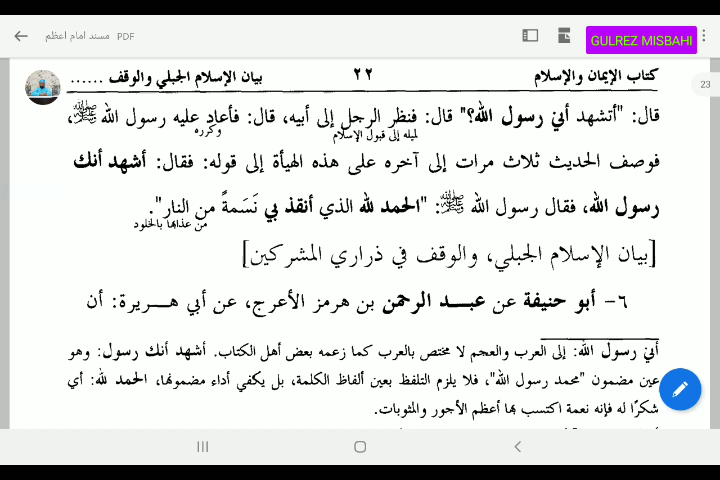 مسند امام اعظم PDF
GULREZ MISBAHI
كتاب الإيمان والإسلام ٢٢ بيان الإسلام الجبلي والوقف ......
23
قال: "أتشهد أني رسول الله؟" قال: فنظر الرجل إلى أبيه، قال: فأعاد عليه رسول الله ﷺ،
لميله إلى قبول الإسلام وكرره
فوصف الحديث ثلاث مرات إلى آخره على هذه الهيأة إلى قوله: فقال: أشهد أنك
رسول الله، فقال رسول الله ﷺ: "الحمد لله الذي أنقذ بي نَسَمةً من النار".
من عذابها بالخلود
[بيان الإسلام الجبلي، والوقف في ذراري المشركين]
٦- أبو حنيفة عن عبد الرحمن بن هرمز الأعرج، عن أبي هريرة: أن
أني رسول الله: إلى العرب والعجم لا مختص بالعرب كما زعمه بعض أهل الكتاب. أشهد أنك رسول: وهو
عين مضمون "محمد رسول الله"، فلا يلزم التلفظ بعين ألفاظ الكلمة، بل يكفي أداء مضمونها، الحمد لله: أي
شكرًا له فإنه نعمة اكتسب بها أعظم الأجور والمثوبات.